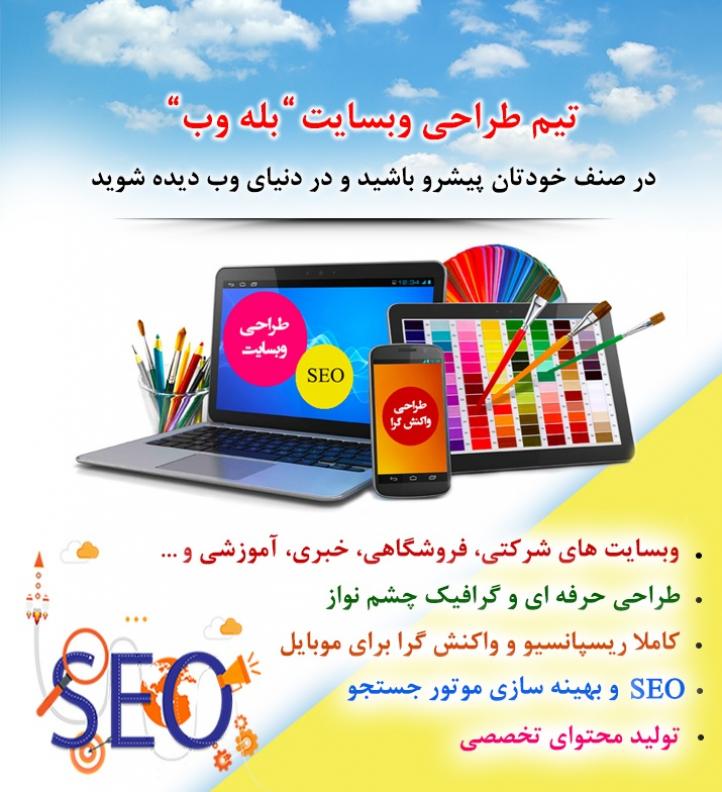 تیم طراحی وبسایت “بله وب“
در صنف خودتان پیشرو باشید و در دنیای وب دیده شوید
12:34
طراحی
وبسایت
SEO
طراحی
واکنش گرا
وبسایت های شرکتی، فروشگاهی، خبری، آموزشی و ...
طراحی حرفه ای و گرافیک چشم نواز
کاملا ریسپانسیو و واکنش گرا برای موبایل
SEO و بهینه سازی موتور جستجو
تولید محتوای تخصصی
SEO